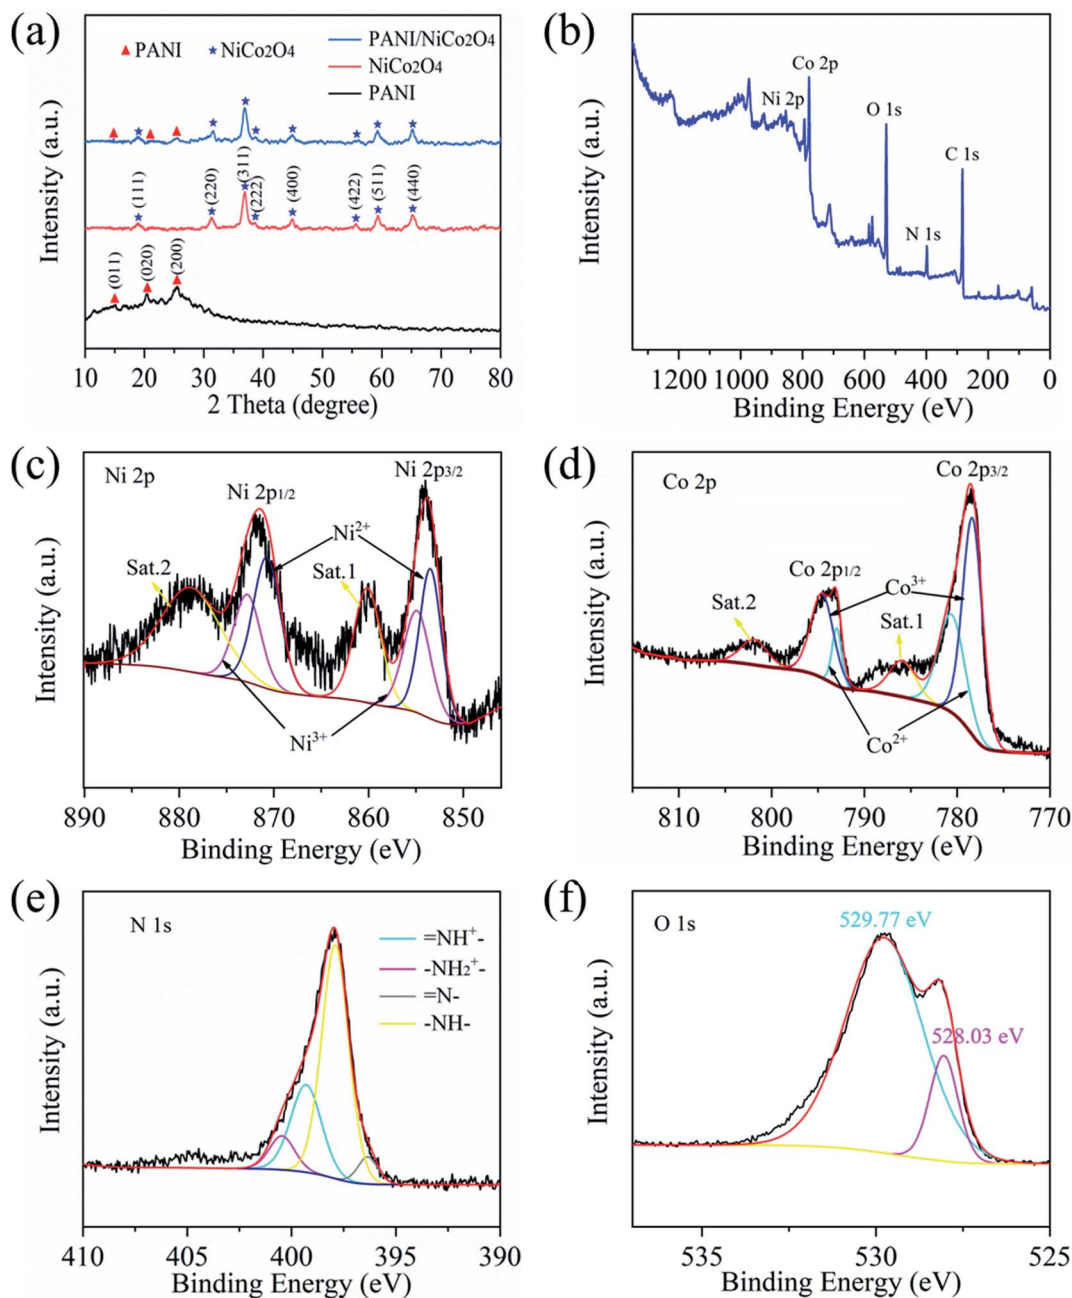 (a)
PANI
NiCo2O4
PANI/NiCo2O4
NiCo2O4
PANI
(111)
(220)
(311)
(222)
(400)
(422)
(511)
(440)
(011)
(020)
(200)
Intensity (a.u.)
10 20 30 40 50 60 70 80
2 Theta (degree)
(b)
Co 2p
Ni 2p
O 1s
C 1s
N 1s
Intensity (a.u.)
1200 1000 800 600 400 200 0
Binding Energy (eV)
(c)
Ni 2p
Ni 2p3/2
Ni 2p1/2
Ni2+
Sat.2
Sat.1
Ni3+
Intensity (a.u.)
890 880 870 860 850
Binding Energy (eV)
(d)
Co 2p
Co 2p3/2
Co 2p1/2
Co3+
Sat.2
Sat.1
Co2+
Intensity (a.u.)
810 800 790 780 770
Binding Energy (eV)
(e)
N 1s
=NH+-
-NH2+-
=N-
-NH-
Intensity (a.u.)
410 405 400 395 390
Binding Energy (eV)
(f)
O 1s
529.77 eV
528.03 eV
Intensity (a.u.)
535 530 525
Binding Energy (eV)